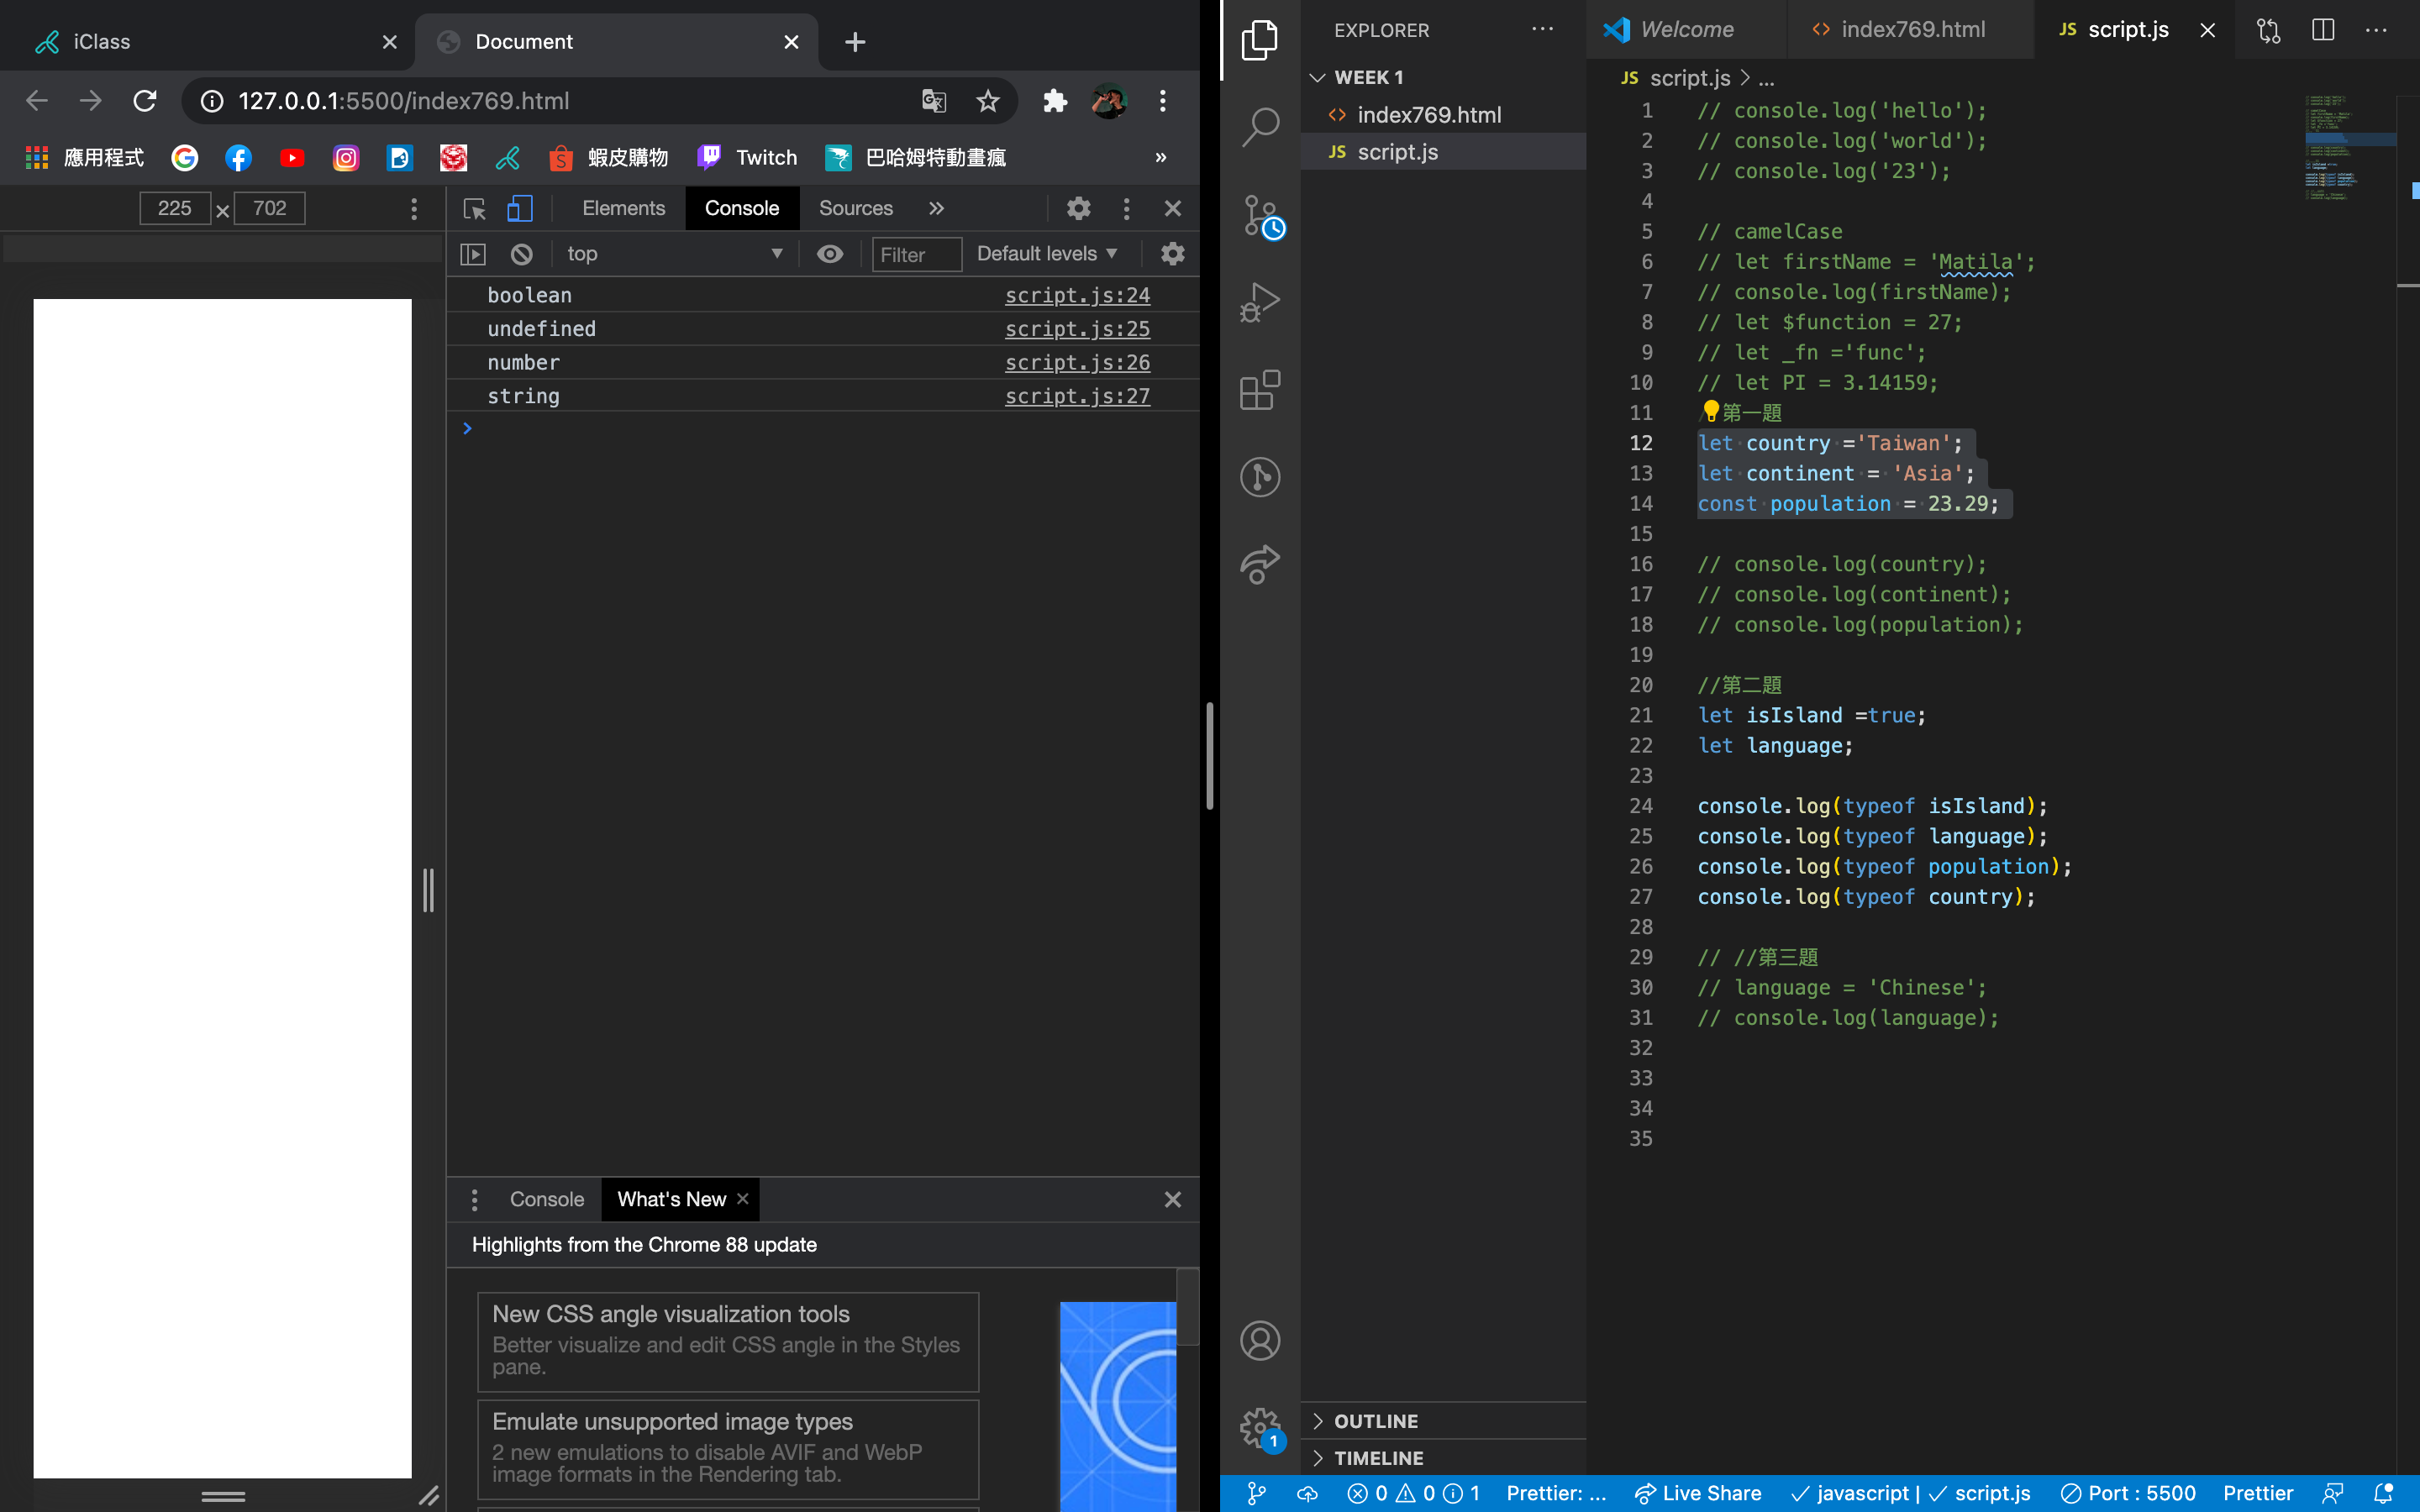 iClass
Document
127.0.0.1:5500/index769.html
應用程式
蝦皮購物
Twitch
巴哈姆特動畫瘋
»
225 × 702
Elements
Console
Sources
»
top
Filter
Default levels
boolean script.js:24
undefined script.js:25
number script.js:26
string script.js:27
Console
What's New
Highlights from the Chrome 88 update
New CSS angle visualization tools
Better visualize and edit CSS angle in the Styles
pane.
Emulate unsupported image types
2 new emulations to disable AVIF and WebP
image formats in the Rendering tab.
EXPLORER
WEEK 1
index769.html
JS script.js
OUTLINE
TIMELINE
Welcome
index769.html
JS script.js
JS script.js > ...
1 // console.log('hello');
2 // console.log('world');
3 // console.log('23');
4
5 // camelCase
6 // let firstName = 'Matila';
7 // console.log(firstName);
8 // let $function = 27;
9 // let _fn ='func';
10 // let PI = 3.14159;
11 第一題
12 let country ='Taiwan';
13 let continent = 'Asia';
14 const population = 23.29;
15
16 // console.log(country);
17 // console.log(continent);
18 // console.log(population);
19
20 //第二題
21 let isIsland =true;
22 let language;
23
24 console.log(typeof isIsland);
25 console.log(typeof language);
26 console.log(typeof population);
27 console.log(typeof country);
28
29 // //第三題
30 // language = 'Chinese';
31 // console.log(language);
32
33
34
35
1
0 0 1
Prettier: ...
Live Share
javascript | script.js
Port : 5500
Prettier